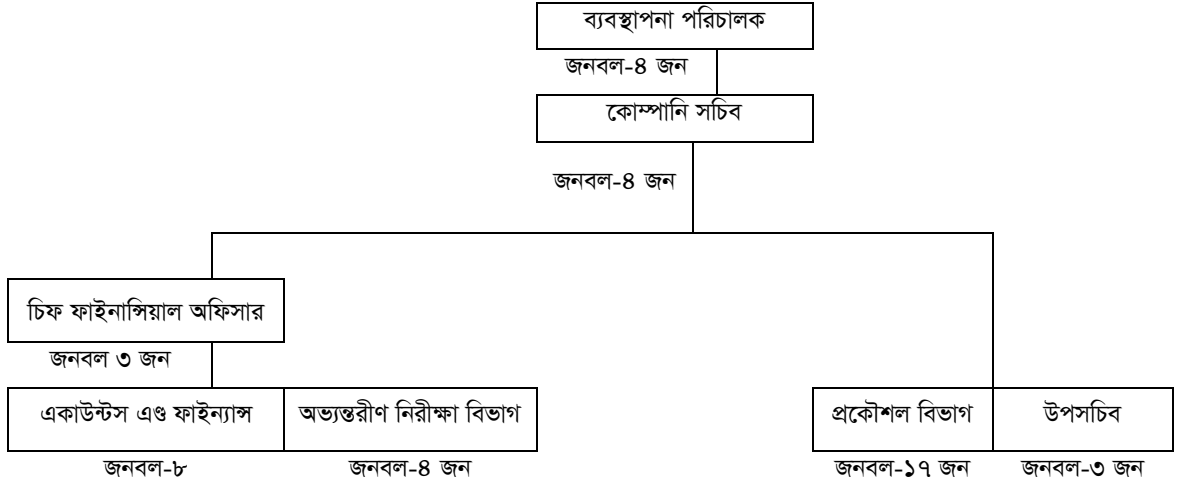 ব্যবস্থাপনা পরিচালক
জনবল-৪ জন
কোম্পানি সচিব
জনবল-৪ জন
চিফ ফাইনান্সিয়াল অফিসার
জনবল ৩ জন
একাউন্টস এণ্ড ফাইন্যান্স
অভ্যন্তরীণ নিরীক্ষা বিভাগ
প্রকৌশল বিভাগ
উপসচিব
জনবল-৮
জনবল-৪ জন
জনবল-১৭ জন
জনবল-৩ জন